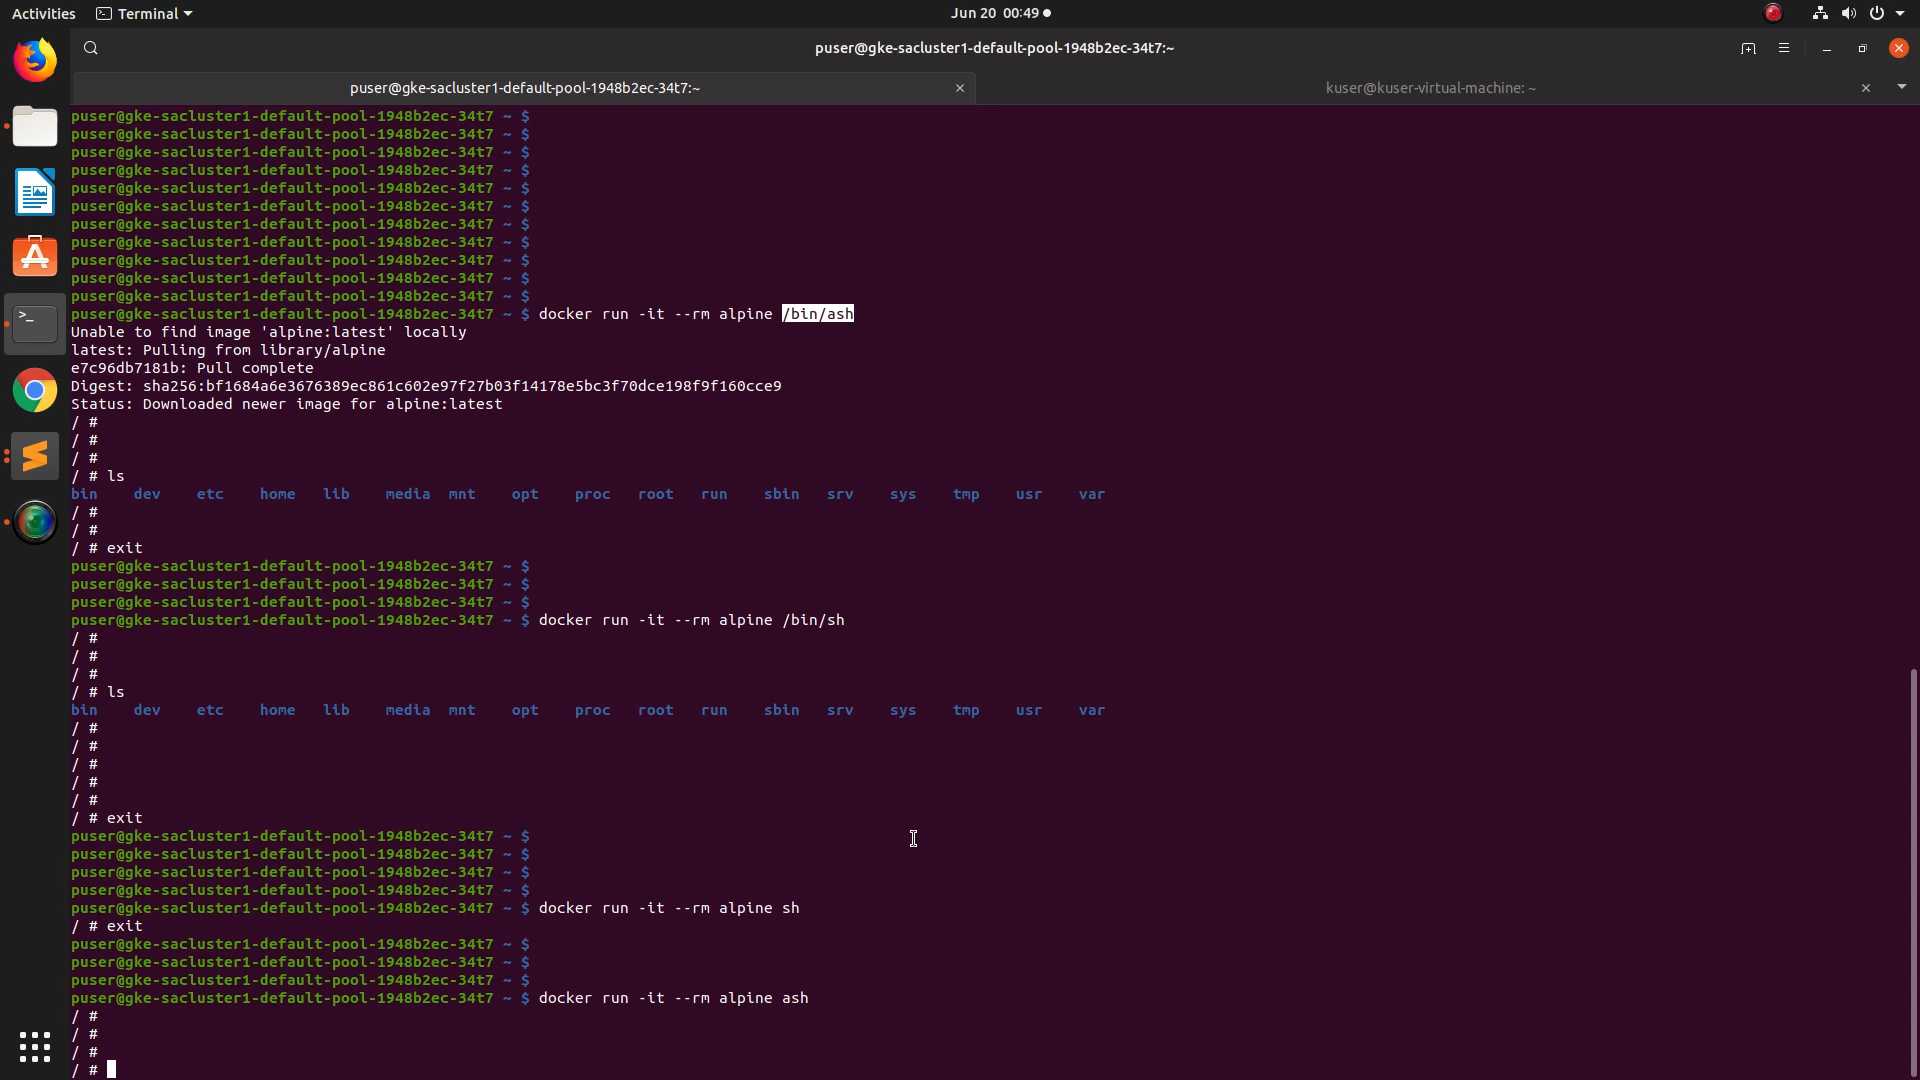 Activities Terminal Jun 20 00:49
puser@gke-sacluster1-default-pool-1948b2ec-34t7:~
puser@gke-sacluster1-default-pool-1948b2ec-34t7:~ kuser@kuser-virtual-machine: ~
puser@gke-sacluster1-default-pool-1948b2ec-34t7 ~ $
puser@gke-sacluster1-default-pool-1948b2ec-34t7 ~ $
puser@gke-sacluster1-default-pool-1948b2ec-34t7 ~ $
puser@gke-sacluster1-default-pool-1948b2ec-34t7 ~ $
puser@gke-sacluster1-default-pool-1948b2ec-34t7 ~ $
puser@gke-sacluster1-default-pool-1948b2ec-34t7 ~ $
puser@gke-sacluster1-default-pool-1948b2ec-34t7 ~ $
puser@gke-sacluster1-default-pool-1948b2ec-34t7 ~ $
puser@gke-sacluster1-default-pool-1948b2ec-34t7 ~ $
puser@gke-sacluster1-default-pool-1948b2ec-34t7 ~ $
puser@gke-sacluster1-default-pool-1948b2ec-34t7 ~ $
puser@gke-sacluster1-default-pool-1948b2ec-34t7 ~ $ docker run -it --rm alpine /bin/ash
Unable to find image 'alpine:latest' locally
latest: Pulling from library/alpine
e7c96db7181b: Pull complete
Digest: sha256:bf1684a6e3676389ec861c602e97f27b03f14178e5bc3f70dce198f9f160cce9
Status: Downloaded newer image for alpine:latest
/ #
/ #
/ #
/ # ls
bin dev etc home lib media mnt opt proc root run sbin srv sys tmp usr var
/ #
/ #
/ # exit
puser@gke-sacluster1-default-pool-1948b2ec-34t7 ~ $
puser@gke-sacluster1-default-pool-1948b2ec-34t7 ~ $
puser@gke-sacluster1-default-pool-1948b2ec-34t7 ~ $
puser@gke-sacluster1-default-pool-1948b2ec-34t7 ~ $ docker run -it --rm alpine /bin/sh
/ #
/ #
/ #
/ # ls
bin dev etc home lib media mnt opt proc root run sbin srv sys tmp usr var
/ #
/ #
/ #
/ #
/ #
/ # exit
puser@gke-sacluster1-default-pool-1948b2ec-34t7 ~ $
puser@gke-sacluster1-default-pool-1948b2ec-34t7 ~ $
puser@gke-sacluster1-default-pool-1948b2ec-34t7 ~ $
puser@gke-sacluster1-default-pool-1948b2ec-34t7 ~ $
puser@gke-sacluster1-default-pool-1948b2ec-34t7 ~ $ docker run -it --rm alpine sh
/ # exit
puser@gke-sacluster1-default-pool-1948b2ec-34t7 ~ $
puser@gke-sacluster1-default-pool-1948b2ec-34t7 ~ $
puser@gke-sacluster1-default-pool-1948b2ec-34t7 ~ $
puser@gke-sacluster1-default-pool-1948b2ec-34t7 ~ $ docker run -it --rm alpine ash
/ #
/ #
/ #
/ #